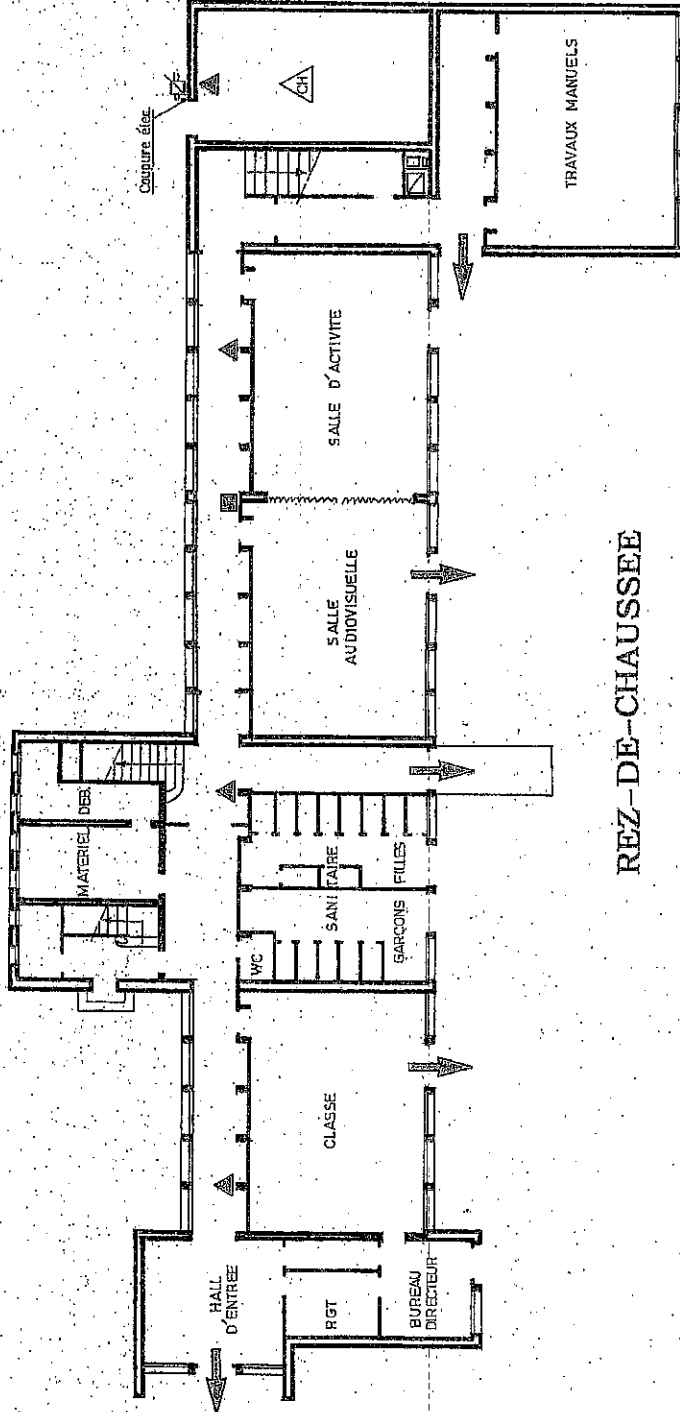 Coupure élec.
CH
TRAVAUX MANUELS
SALLE D'ACTIVITE
SALLE
AUDIOVISUELLE
MATERIEL
DEB.
SANITAIRE
FILLES
GARÇONS
WC
CLASSE
HALL
D'ENTREE
RGT
BUREAU
DIRECTEUR
REZ-DE-CHAUSSEE